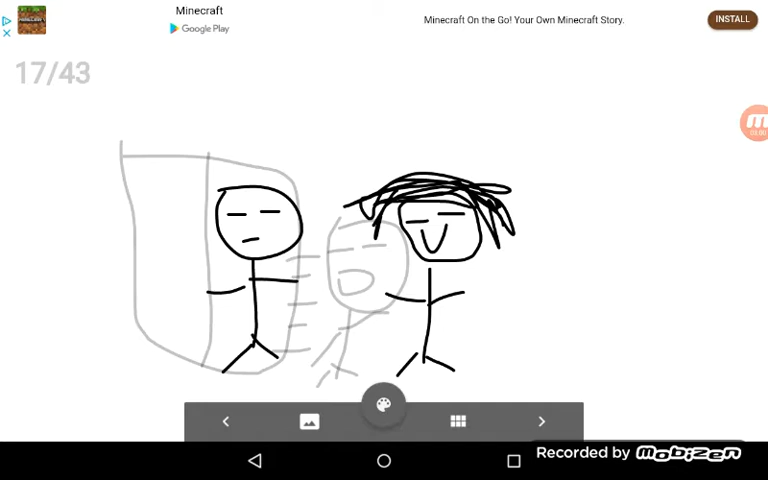 Minecraft
Google Play
Minecraft On the Go! Your Own Minecraft Story.
INSTALL
17/43
Recorded by mobizen